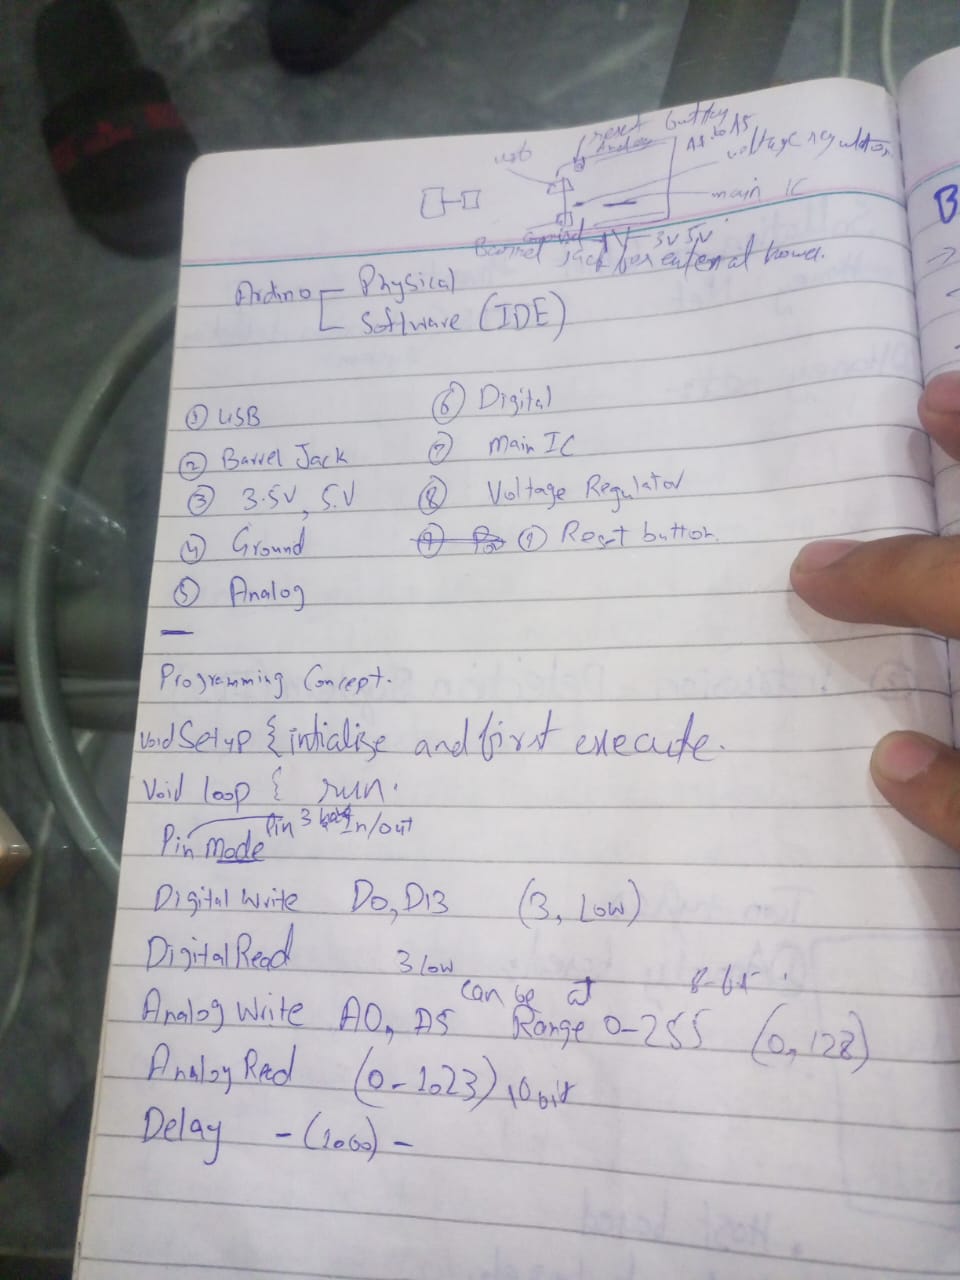 reset button
usb
Analog
A1 to A5
voltage regulator
main IC
Ground
3V 5V
Barrel jack for external power.
Ardino
Physical
Software (IDE)
① USB
② Barrel Jack
③ 3.5V, 5.V
④ Ground
⑤ Analog
⑥ Digital
⑦ Main IC
⑧ Voltage Regulator
⑨ Reset button.
Programming Concept.
Void Setup { intialise and first execute.
Void loop { run.
Pin 3 In/out
Pin Mode
Digital Write D0, D13 (3, Low)
Digital Read 3 low
can be at 8-bit.
Analog Write A0, A5 Range 0-255 (0, 128)
Analog Read (0-1023) 10 bit
Delay - (1000) -
B